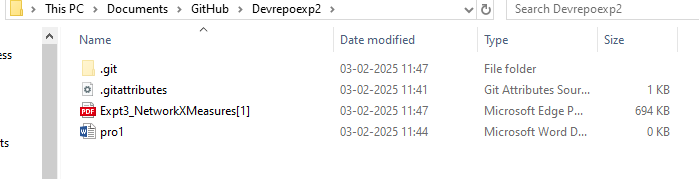 This PC > Documents > GitHub > Devrepoexp2
Search Devrepoexp2
Name Date modified Type Size
.git 03-02-2025 11:47 File folder
.gitattributes 03-02-2025 11:41 Git Attributes Sour... 1 KB
PDF Expt3_NetworkXMeasures[1] 03-02-2025 11:47 Microsoft Edge P... 694 KB
pro1 03-02-2025 11:44 Microsoft Word D... 0 KB
ess
ts